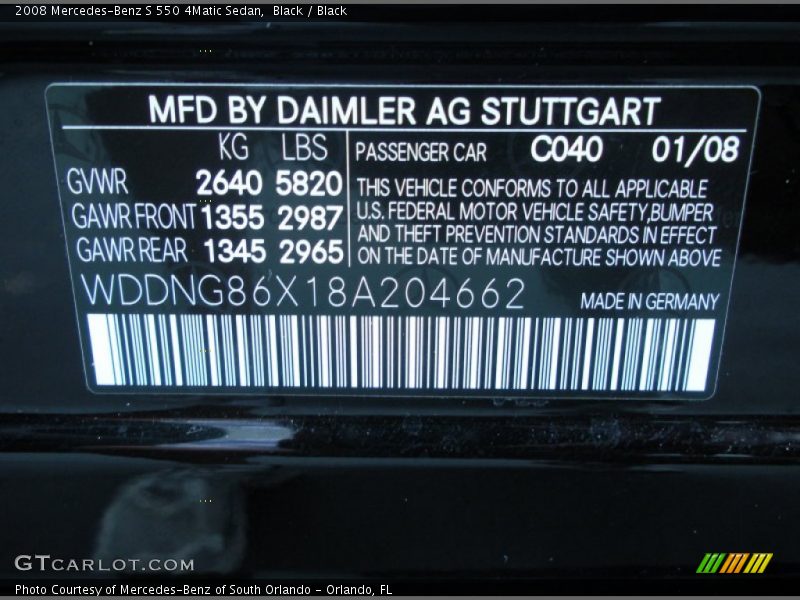 2008 Mercedes-Benz S 550 4Matic Sedan,  Black / Black
MFD BY DAIMLER AG STUTTGART
KG LBS
GVWR 2640 5820
GAWR FRONT 1355 2987
GAWR REAR 1345 2965
PASSENGER CAR C040 01/08
THIS VEHICLE CONFORMS TO ALL APPLICABLE
U.S. FEDERAL MOTOR VEHICLE SAFETY,BUMPER
AND THEFT PREVENTION STANDARDS IN EFFECT
ON THE DATE OF MANUFACTURE SHOWN ABOVE
WDDNG86X18A204662
MADE IN GERMANY
GTCARLOT.COM
Photo Courtesy of Mercedes-Benz of South Orlando - Orlando, FL